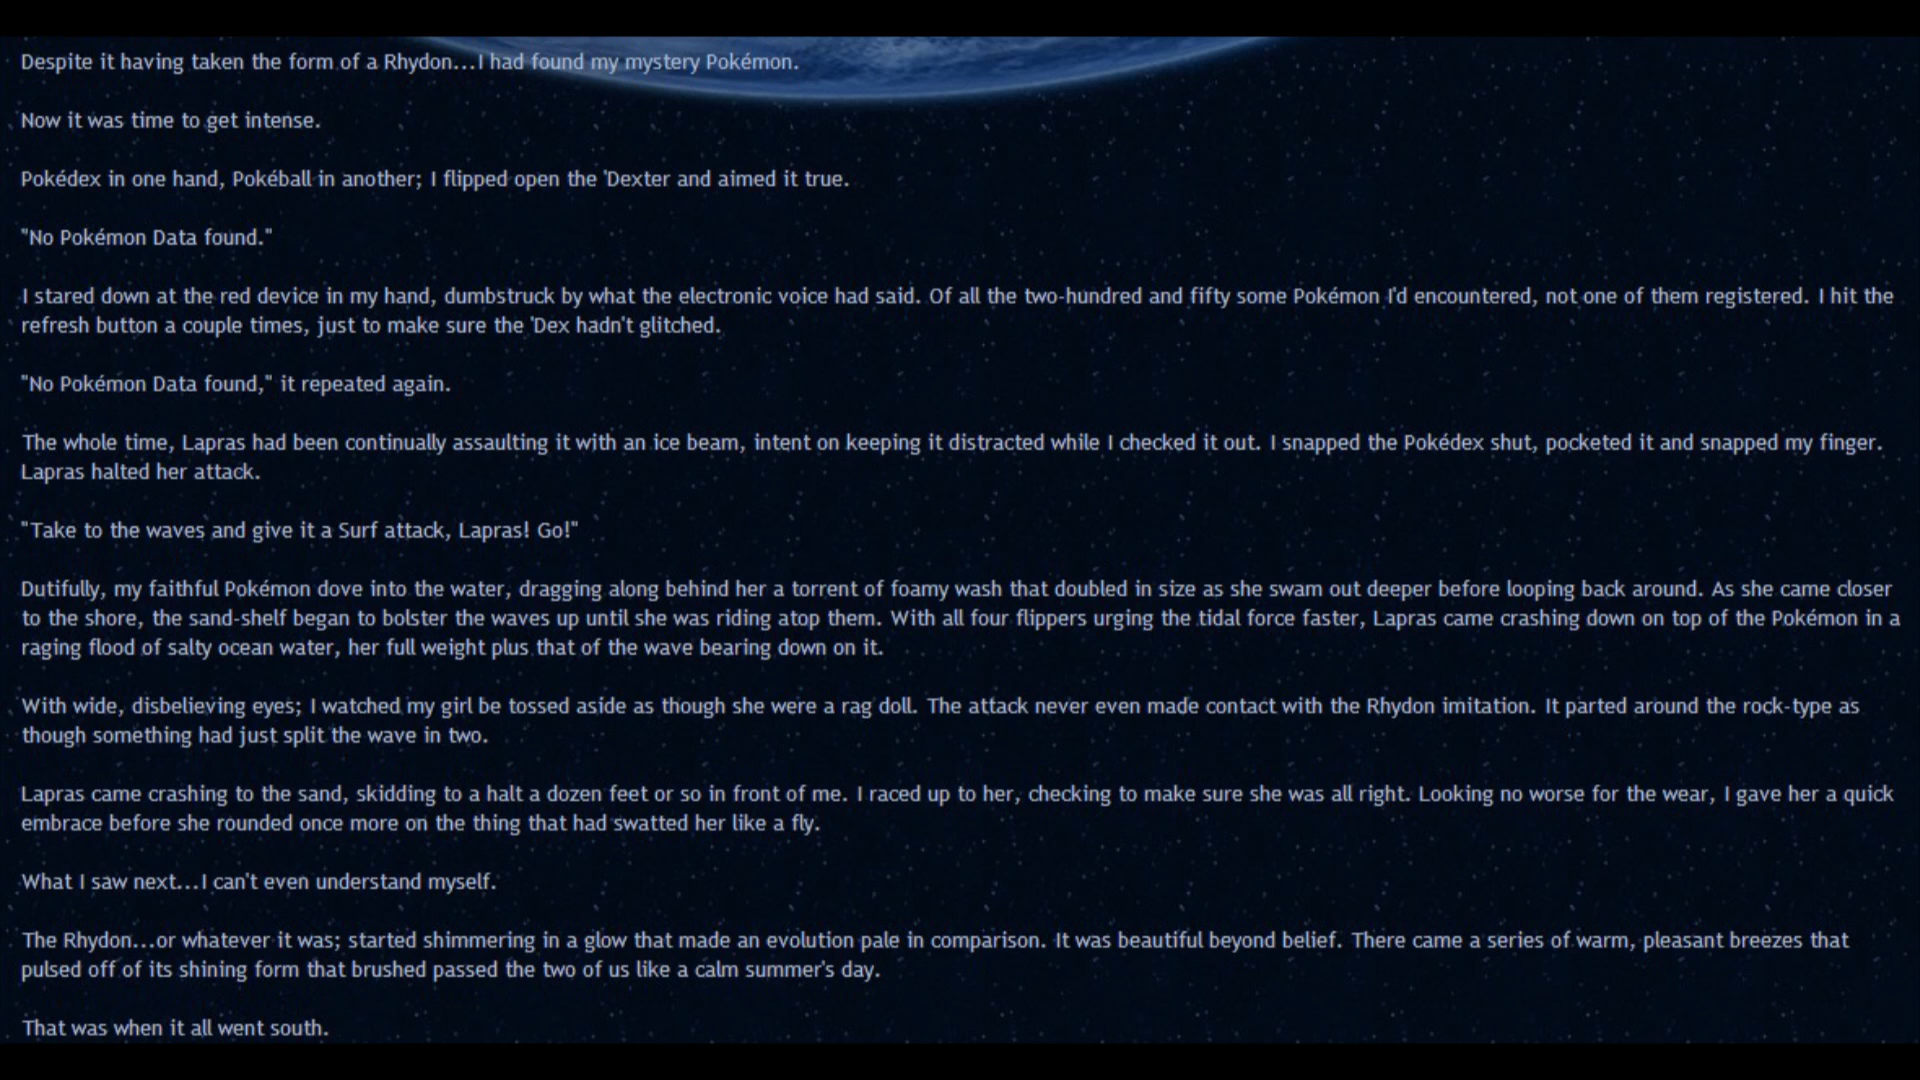 Despite it having taken the form of a Rhydon...I had found my mystery Pokémon.
Now it was time to get intense.
Pokédex in one hand, Pokéball in another; I flipped open the 'Dexter and aimed it true.
"No Pokémon Data found."
I stared down at the red device in my hand, dumbstruck by what the electronic voice had said. Of all the two-hundred and fifty some Pokémon I'd encountered, not one of them registered. I hit the
refresh button a couple times, just to make sure the 'Dex hadn't glitched.
"No Pokémon Data found," it repeated again.
The whole time, Lapras had been continually assaulting it with an ice beam, intent on keeping it distracted while I checked it out. I snapped the Pokédex shut, pocketed it and snapped my finger.
Lapras halted her attack.
"Take to the waves and give it a Surf attack, Lapras! Go!"
Dutifully, my faithful Pokémon dove into the water, dragging along behind her a torrent of foamy wash that doubled in size as she swam out deeper before looping back around. As she came closer
to the shore, the sand-shelf began to bolster the waves up until she was riding atop them. With all four flippers urging the tidal force faster, Lapras came crashing down on top of the Pokémon in a
raging flood of salty ocean water, her full weight plus that of the wave bearing down on it.
With wide, disbelieving eyes; I watched my girl be tossed aside as though she were a rag doll. The attack never even made contact with the Rhydon imitation. It parted around the rock-type as
though something had just split the wave in two.
Lapras came crashing to the sand, skidding to a halt a dozen feet or so in front of me. I raced up to her, checking to make sure she was all right. Looking no worse for the wear, I gave her a quick
embrace before she rounded once more on the thing that had swatted her like a fly.
What I saw next...I can't even understand myself.
The Rhydon...or whatever it was; started shimmering in a glow that made an evolution pale in comparison. It was beautiful beyond belief. There came a series of warm, pleasant breezes that
pulsed off of its shining form that brushed passed the two of us like a calm summer's day.
That was when it all went south.